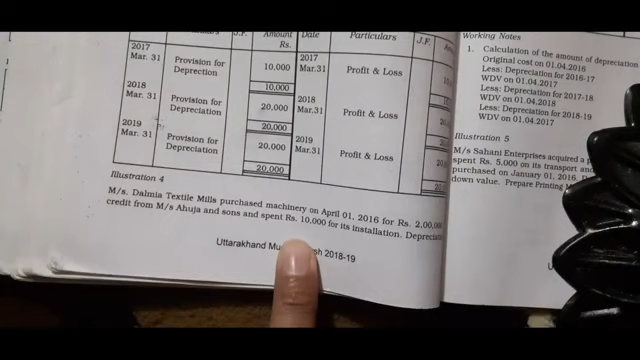 J.F.
Amount
Rs.
Date
Particulars
J.F.
2017
Mar. 31
Provision for
Deprection
10,000
2017
Mar.31
Profit & Loss
10,000
2018
Mar. 31
Provision for
Depreciation
20,000
2018
Mar.31
Profit & Loss
20,000
2019
Mar. 31
Provision for
Depreciation
20,000
2019
Mar.31
Profit & Loss
20,000
Illustration 4
M/s. Dalmia Textile Mills purchased machinery on April 01, 2016 for Rs. 2,00,000
credit from M/s Ahuja and sons and spent Rs. 10,000 for its installation.
Uttarakhand 2018-19
Working Notes
1. Calculation of the amount of depreciation
Original cost on 01.04.2016
Less: Depreciation for 2016-17
WDV on 01.04.2017
Less: Depreciation for 2017-18
WDV on 01.04.2018
Less: Depreciation for 2018-19
WDV on 01.04.2017
Illustration 5
M/s Sahani Enterprises acquired a
spent Rs. 5,000 on its transport and
purchased on January 01, 2016.
down value. Prepare Printing